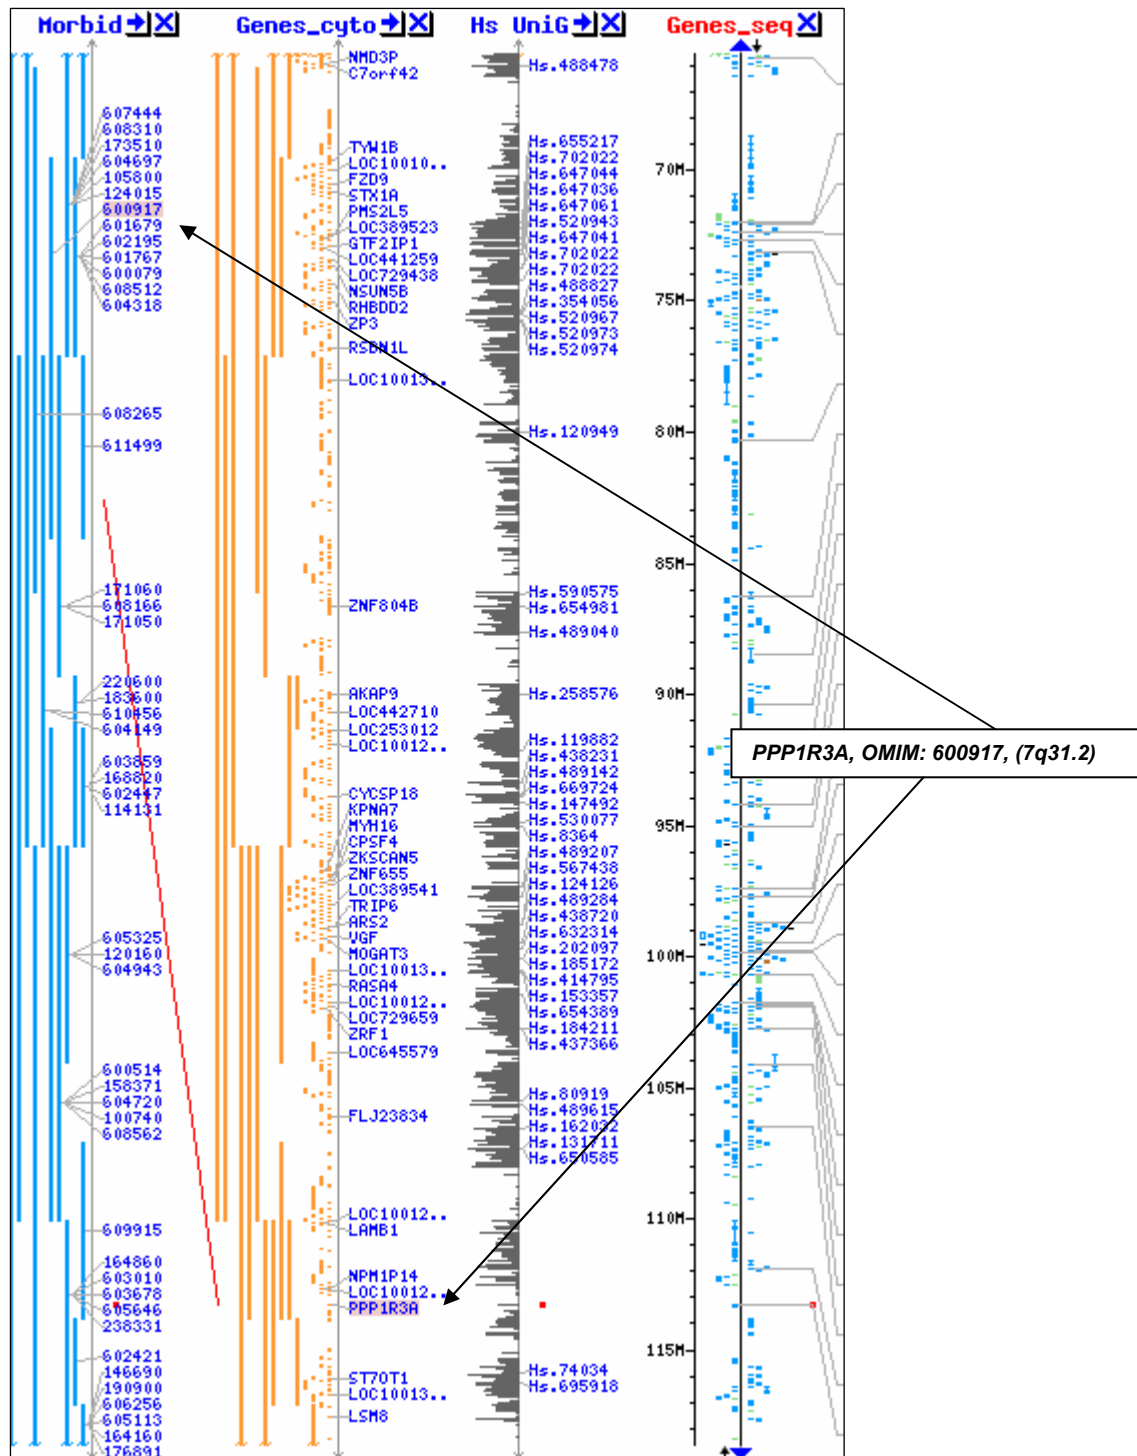 Morbid
Genes_cyto
Hs UniG
Genes_seq
607444
608310
173510
604697
105800
124015
600917
601679
602195
601767
600079
608512
604318
608265
611499
171060
608166
171050
220600
183600
610456
604149
603859
168820
602447
114131
605325
120160
604943
600514
158371
604720
100740
608562
609915
164860
603010
603678
605646
238331
602421
146690
190900
606256
605113
164160
176891
NMD3P
C7orf42
TYW1B
LOC10010..
FZD9
STX1A
PMS2L5
LOC389523
GTF2IP1
LOC441259
LOC729438
NSUN5B
RHBDD2
ZP3
RSBN1L
LOC10013..
ZNF804B
AKAP9
LOC442710
LOC253012
LOC10012..
CYCSP18
KPNA7
MYH16
CPSF4
ZKSCAN5
ZNF655
LOC389541
TRIP6
ARS2
VGF
MOGAT3
LOC10013..
RASA4
LOC10012..
LOC729659
ZRF1
LOC645579
FLJ23834
LOC10012..
LAMB1
NPM1P14
LOC10012..
PPP1R3A
ST7OT1
LOC10013..
LSM8
Hs.488478
Hs.655217
Hs.702022
Hs.647044
Hs.647036
Hs.647061
Hs.520943
Hs.647041
Hs.702022
Hs.702022
Hs.488827
Hs.354056
Hs.520967
Hs.520973
Hs.520974
Hs.120949
Hs.590575
Hs.654981
Hs.489040
Hs.258576
Hs.119882
Hs.438231
Hs.489142
Hs.669724
Hs.147492
Hs.530077
Hs.8364
Hs.489207
Hs.567438
Hs.124126
Hs.489284
Hs.438720
Hs.632314
Hs.202097
Hs.185172
Hs.414795
Hs.153357
Hs.654389
Hs.184211
Hs.437366
Hs.80919
Hs.489615
Hs.162032
Hs.131711
Hs.650585
Hs.74034
Hs.695918
70M
75M
80M
85M
90M
95M
100M
105M
110M
115M
PPP1R3A, OMIM: 600917, (7q31.2)